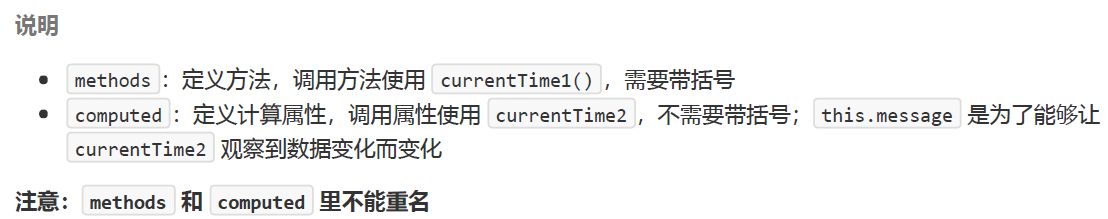 说明
methods：定义方法，调用方法使用 currentTime1()，需要带括号
computed：定义计算属性，调用属性使用 currentTime2，不需要带括号；this.message 是为了能够让
currentTime2 观察到数据变化而变化
注意：methods 和 computed 里不能重名